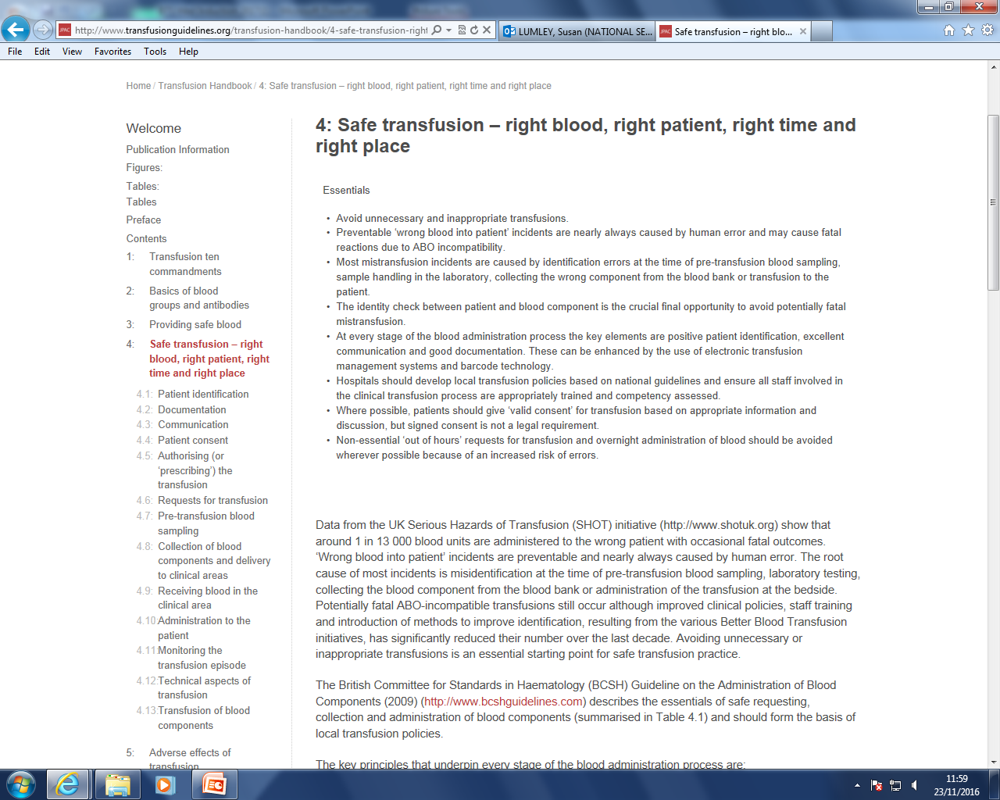 http://www.transfusionguidelines.org/transfusion-handbook/4-safe-transfusion-right
LUMLEY, Susan (NATIONAL SE...
JPAC Safe transfusion – right blo...
File Edit View Favorites Tools Help
Home / Transfusion Handbook / 4: Safe transfusion – right blood, right patient, right time and right place
Welcome
Publication Information
Figures:
Tables:
Tables
Preface
Contents
1: Transfusion ten
commandments
2: Basics of blood
groups and antibodies
3: Providing safe blood
4: Safe transfusion – right
blood, right patient, right
time and right place
4.1: Patient identification
4.2: Documentation
4.3: Communication
4.4: Patient consent
4.5: Authorising (or
‘prescribing’) the
transfusion
4.6: Requests for transfusion
4.7: Pre-transfusion blood
sampling
4.8: Collection of blood
components and delivery
to clinical areas
4.9: Receiving blood in the
clinical area
4.10: Administration to the
patient
4.11: Monitoring the
transfusion episode
4.12: Technical aspects of
transfusion
4.13: Transfusion of blood
components
5: Adverse effects of
transfusion
4: Safe transfusion – right blood, right patient, right time and
right place
Essentials
• Avoid unnecessary and inappropriate transfusions.
• Preventable ‘wrong blood into patient’ incidents are nearly always caused by human error and may cause fatal
reactions due to ABO incompatibility.
• Most mistransfusion incidents are caused by identification errors at the time of pre-transfusion blood sampling,
sample handling in the laboratory, collecting the wrong component from the blood bank or transfusion to the
patient.
• The identity check between patient and blood component is the crucial final opportunity to avoid potentially fatal
mistransfusion.
• At every stage of the blood administration process the key elements are positive patient identification, excellent
communication and good documentation. These can be enhanced by the use of electronic transfusion
management systems and barcode technology.
• Hospitals should develop local transfusion policies based on national guidelines and ensure all staff involved in
the clinical transfusion process are appropriately trained and competency assessed.
• Where possible, patients should give ‘valid consent’ for transfusion based on appropriate information and
discussion, but signed consent is not a legal requirement.
• Non-essential ‘out of hours’ requests for transfusion and overnight administration of blood should be avoided
wherever possible because of an increased risk of errors.
Data from the UK Serious Hazards of Transfusion (SHOT) initiative (http://www.shotuk.org) show that
around 1 in 13 000 blood units are administered to the wrong patient with occasional fatal outcomes.
‘Wrong blood into patient’ incidents are preventable and nearly always caused by human error. The root
cause of most incidents is misidentification at the time of pre-transfusion blood sampling, laboratory testing,
collecting the blood component from the blood bank or administration of the transfusion at the bedside.
Potentially fatal ABO-incompatible transfusions still occur although improved clinical policies, staff training
and introduction of methods to improve identification, resulting from the various Better Blood Transfusion
initiatives, has significantly reduced their number over the last decade. Avoiding unnecessary or
inappropriate transfusions is an essential starting point for safe transfusion practice.
The British Committee for Standards in Haematology (BCSH) Guideline on the Administration of Blood
Components (2009) (http://www.bcshguidelines.com) describes the essentials of safe requesting,
collection and administration of blood components (summarised in Table 4.1) and should form the basis of
local transfusion policies.
The key principles that underpin every stage of the blood administration process are:
11:59
23/11/2016